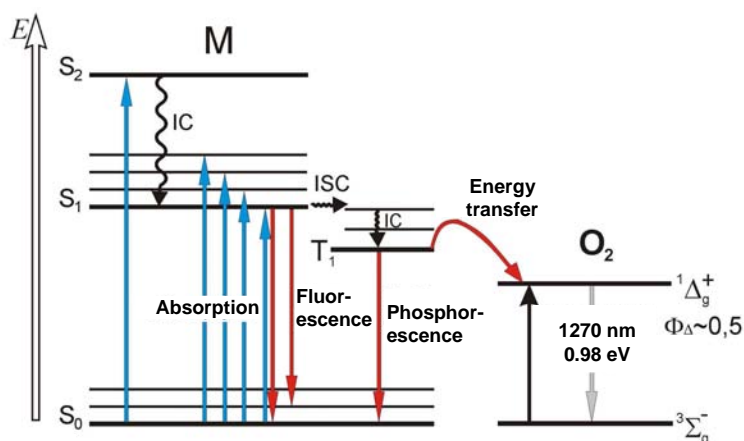 E
M
S₂
IC
S₁
ISC
IC
T₁
Energy
transfer
O₂
Absorption
Fluor-
escence
Phosphor-
escence
1270 nm
0.98 eV
¹Δg⁺
ΦΔ~0,5
S₀
³Σg⁻